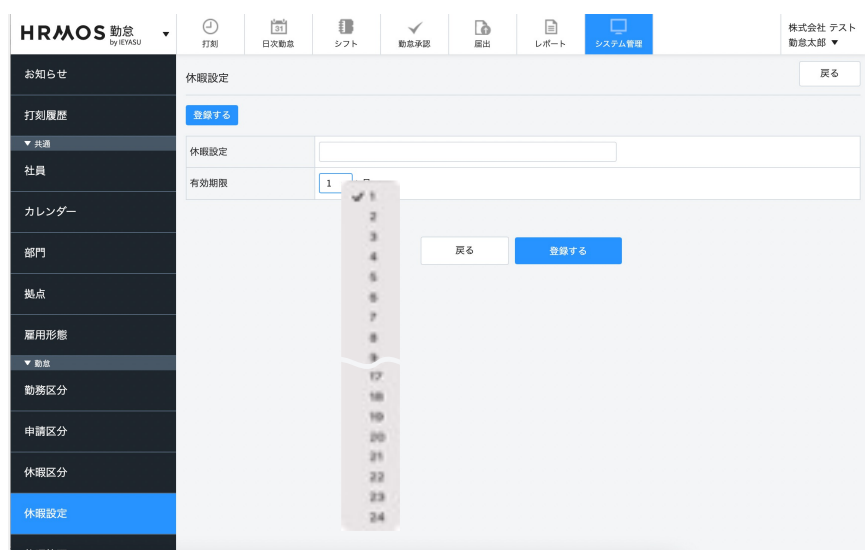 HRMOS 勤怠 ▼
by IEYASU
打刻
31
日次勤怠
シフト
勤怠承認
届出
レポート
システム管理
株式会社 テスト
勤怠太郎 ▼
お知らせ
打刻履歴
▼ 共通
社員
カレンダー
部門
拠点
雇用形態
▼ 勤怠
勤務区分
申請区分
休暇区分
休暇設定
休暇設定
戻る
登録する
休暇設定
有効期限
1
1
2
3
4
5
6
7
8
9
17
18
19
20
21
22
23
24
戻る
登録する